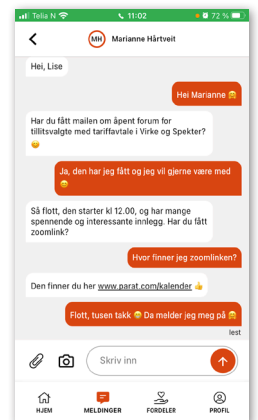 Telia N 11:02 72 %
MH Marianne Hårtveit
Hei, Lise
Hei Marianne 😊
Har du fått mailen om åpent forum for
tillitsvalgte med tariffavtale i Virke og Spekter?
😊
Ja, den har jeg fått og jeg vil gjerne være med
😊
Så flott, den starter kl 12.00, og har mange
spennende og interessante innlegg. Har du fått
zoomlink?
Hvor finner jeg zoomlinken?
Den finner du her www.parat.com/kalender 👍
Flott, tusen takk 😊 Da melder jeg meg på 😊
lest
Skriv inn
HJEM MELDINGER FORDELER PROFIL